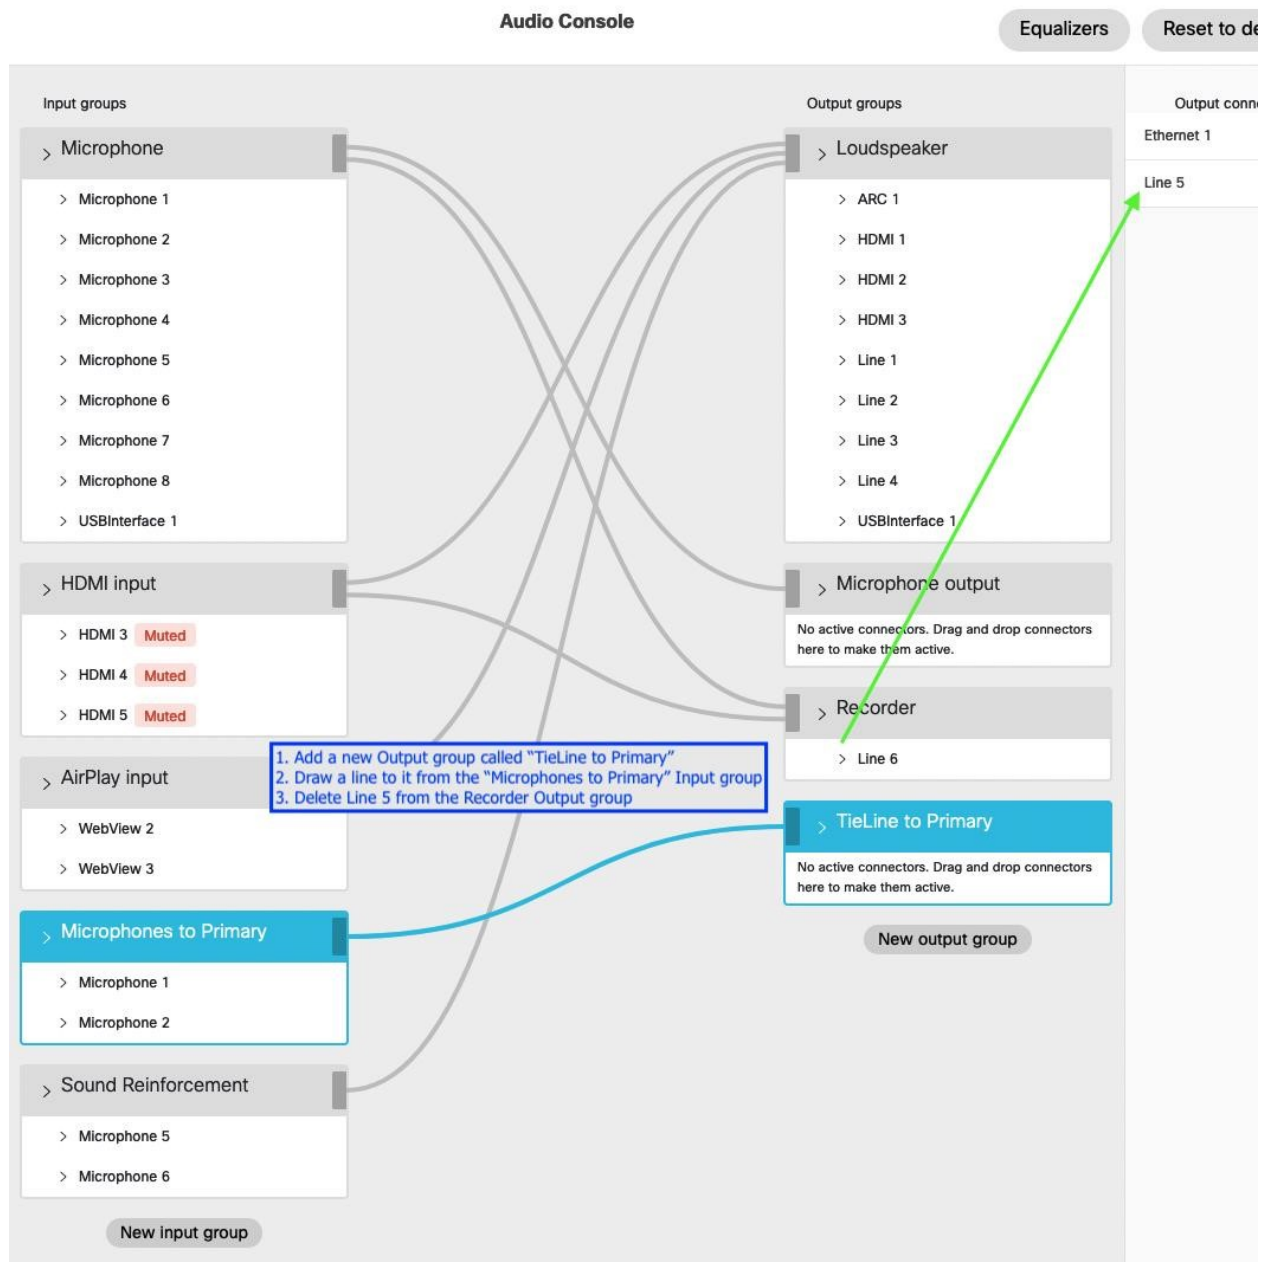 Audio Console
Equalizers
Reset to de
Input groups
Microphone
Microphone 1
Microphone 2
Microphone 3
Microphone 4
Microphone 5
Microphone 6
Microphone 7
Microphone 8
USBInterface 1
HDMI input
HDMI 3 Muted
HDMI 4 Muted
HDMI 5 Muted
AirPlay input
WebView 2
WebView 3
Microphones to Primary
Microphone 1
Microphone 2
Sound Reinforcement
Microphone 5
Microphone 6
New input group
1. Add a new Output group called “TieLine to Primary”
2. Draw a line to it from the “Microphones to Primary” Input group
3. Delete Line 5 from the Recorder Output group
Output groups
Loudspeaker
ARC 1
HDMI 1
HDMI 2
HDMI 3
Line 1
Line 2
Line 3
Line 4
USBInterface 1
Microphone output
No active connectors. Drag and drop connectors
here to make them active.
Recorder
Line 6
TieLine to Primary
No active connectors. Drag and drop connectors
here to make them active.
New output group
Output conn
Ethernet 1
Line 5